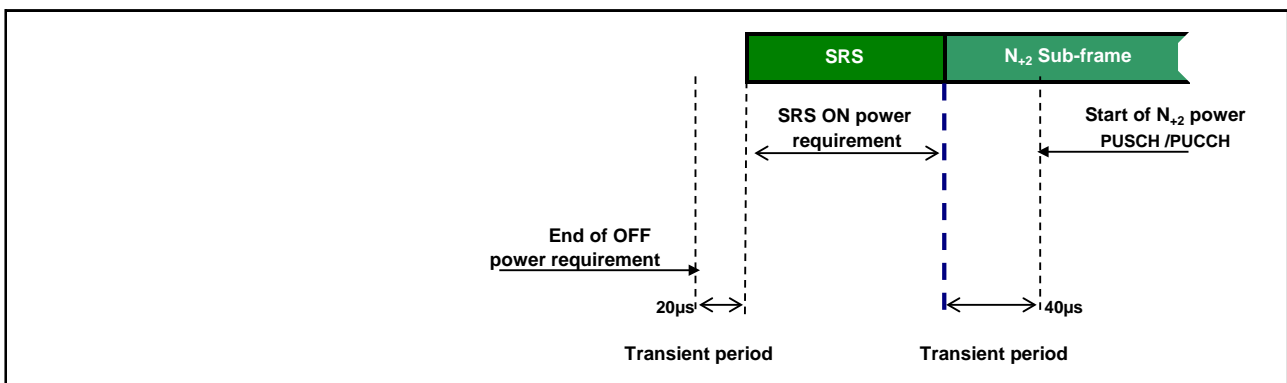 SRS
N+2 Sub-frame
SRS ON power
requirement
Start of N+2 power
PUSCH /PUCCH
End of OFF
power requirement
20µs
40µs
Transient period
Transient period